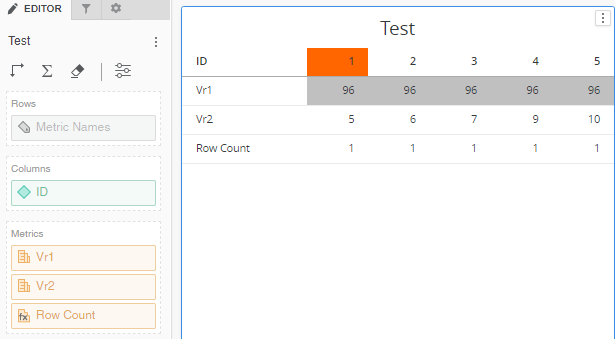 EDITOR
Test
Rows
Metric Names
Columns
ID
Metrics
Vr1
Vr2
fx Row Count
Test
ID 1 2 3 4 5
Vr1 96 96 96 96 96
Vr2 5 6 7 9 10
Row Count 1 1 1 1 1